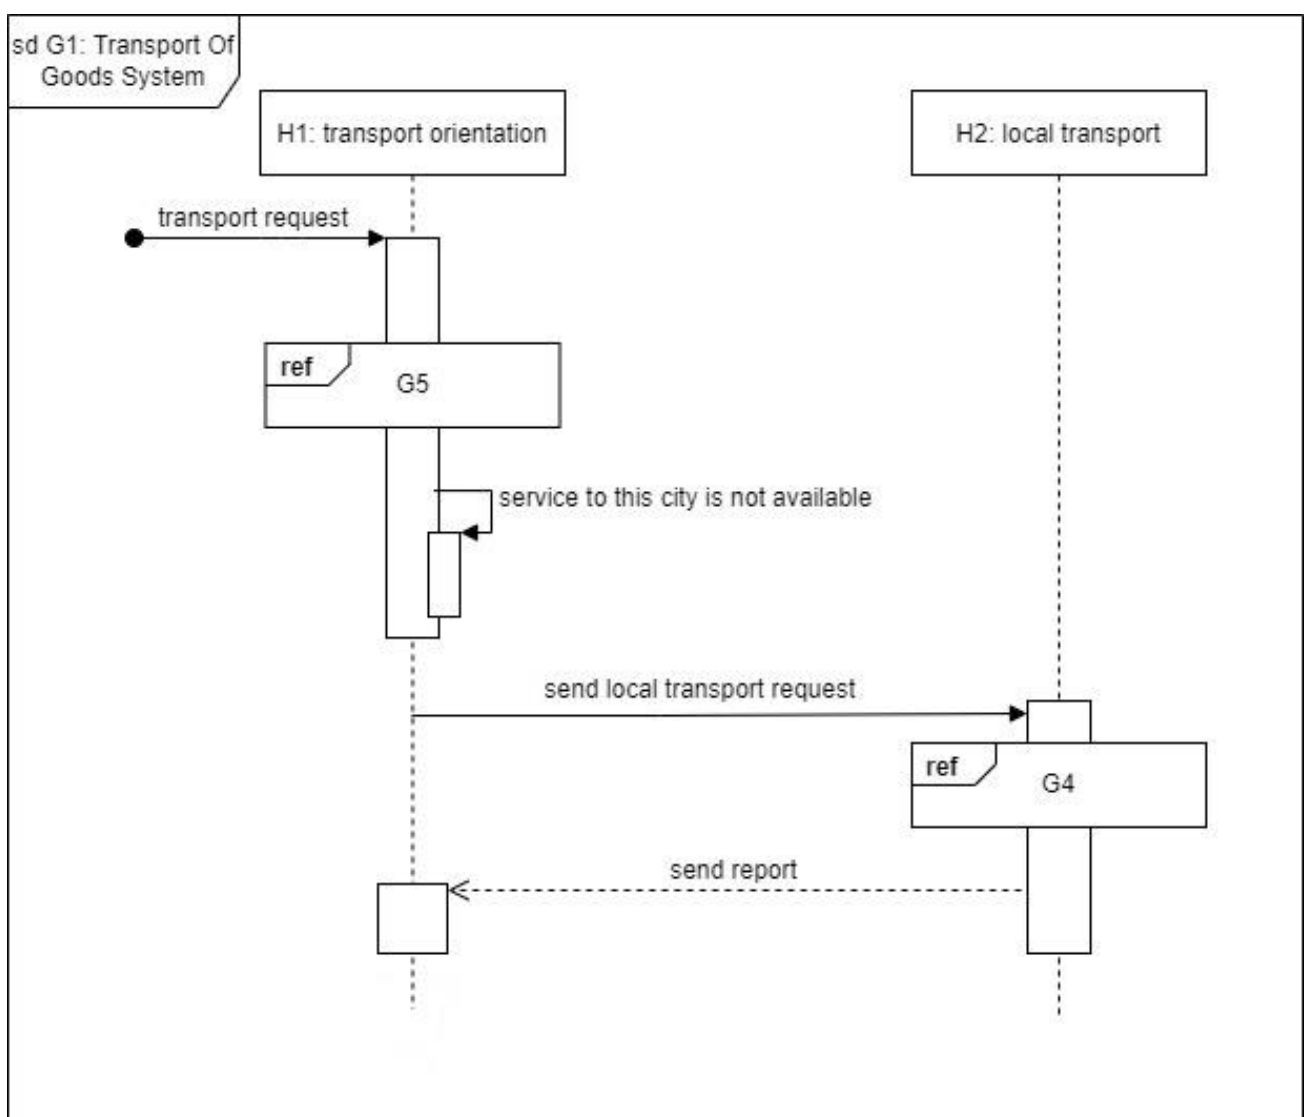 sd G1: Transport Of
Goods System
H1: transport orientation
H2: local transport
transport request
ref
G5
service to this city is not available
send local transport request
ref
G4
send report